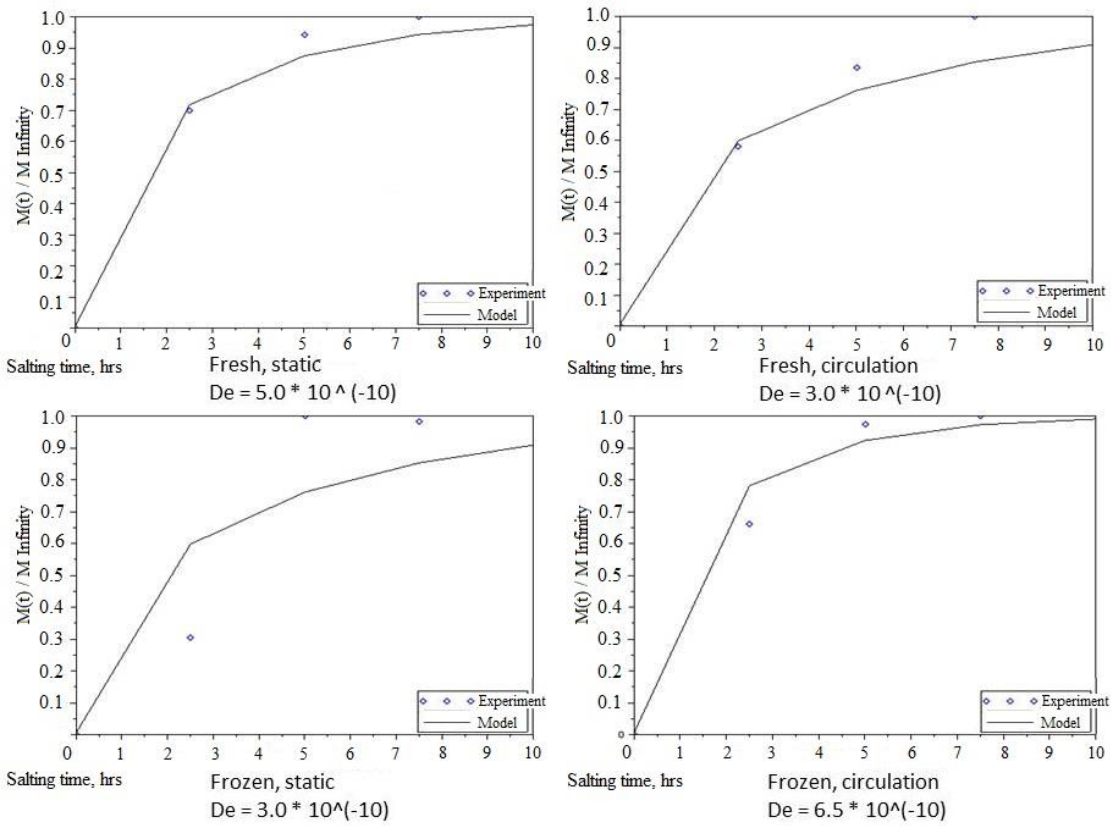 1.0
0.9
0.8
0.7
0.6
0.5
0.4
0.3
0.2
0.1
M(t) / M Infinity
Experiment
Model
0 1 2 3 4 5 6 7 8 9 10
Salting time, hrs
Fresh, static
De = 5.0 * 10 ^ (-10)
1.0
0.9
0.8
0.7
0.6
0.5
0.4
0.3
0.2
0.1
M(t) / M Infinity
Experiment
Model
0 1 2 3 4 5 6 7 8 9 10
Salting time, hrs
Fresh, circulation
De = 3.0 * 10 ^(-10)
1.0
0.9
0.8
0.7
0.6
0.5
0.4
0.3
0.2
0.1
M(t) / M Infinity
Experiment
Model
0 1 2 3 4 5 6 7 8 9 10
Salting time, hrs
Frozen, static
De = 3.0 * 10^(-10)
1.0
0.9
0.8
0.7
0.6
0.5
0.4
0.3
0.2
0.1
0
M(t) / M Infinity
Experiment
Model
0 1 2 3 4 5 6 7 8 9 10
Salting time, hrs
Frozen, circulation
De = 6.5 * 10^(-10)